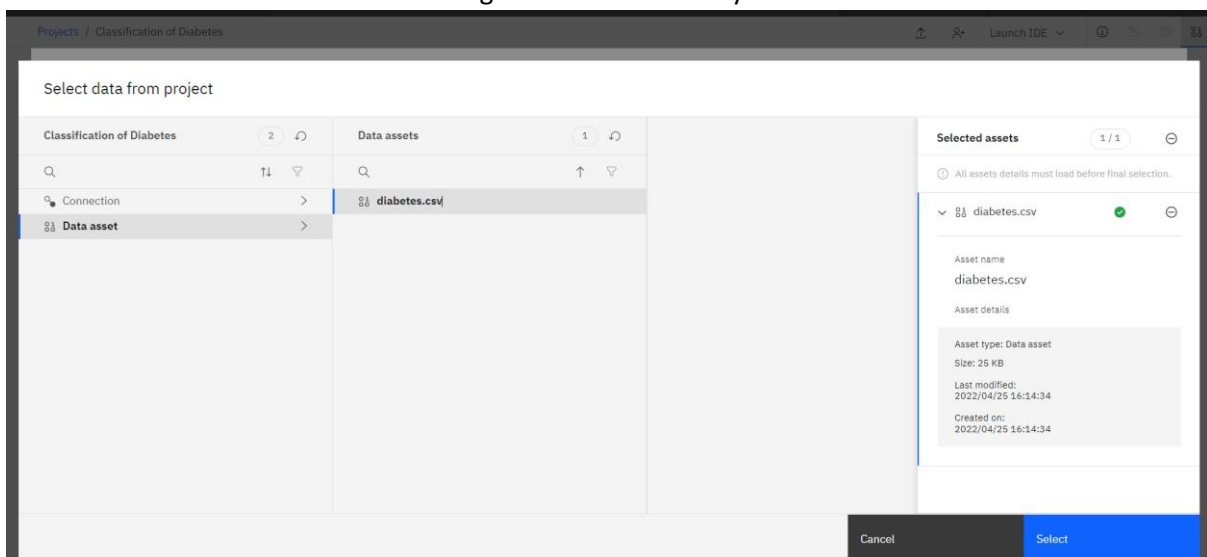 Projects / Classification of Diabetes
Launch IDE
Select data from project
Classification of Diabetes 2
Data assets 1
Selected assets 1/1
All assets details must load before final selection.
Connection
diabetes.csv
diabetes.csv
Data asset
Asset name
diabetes.csv
Asset details
Asset type: Data asset
Size: 25 KB
Last modified:
2022/04/25 16:14:34
Created on:
2022/04/25 16:14:34
Cancel
Select